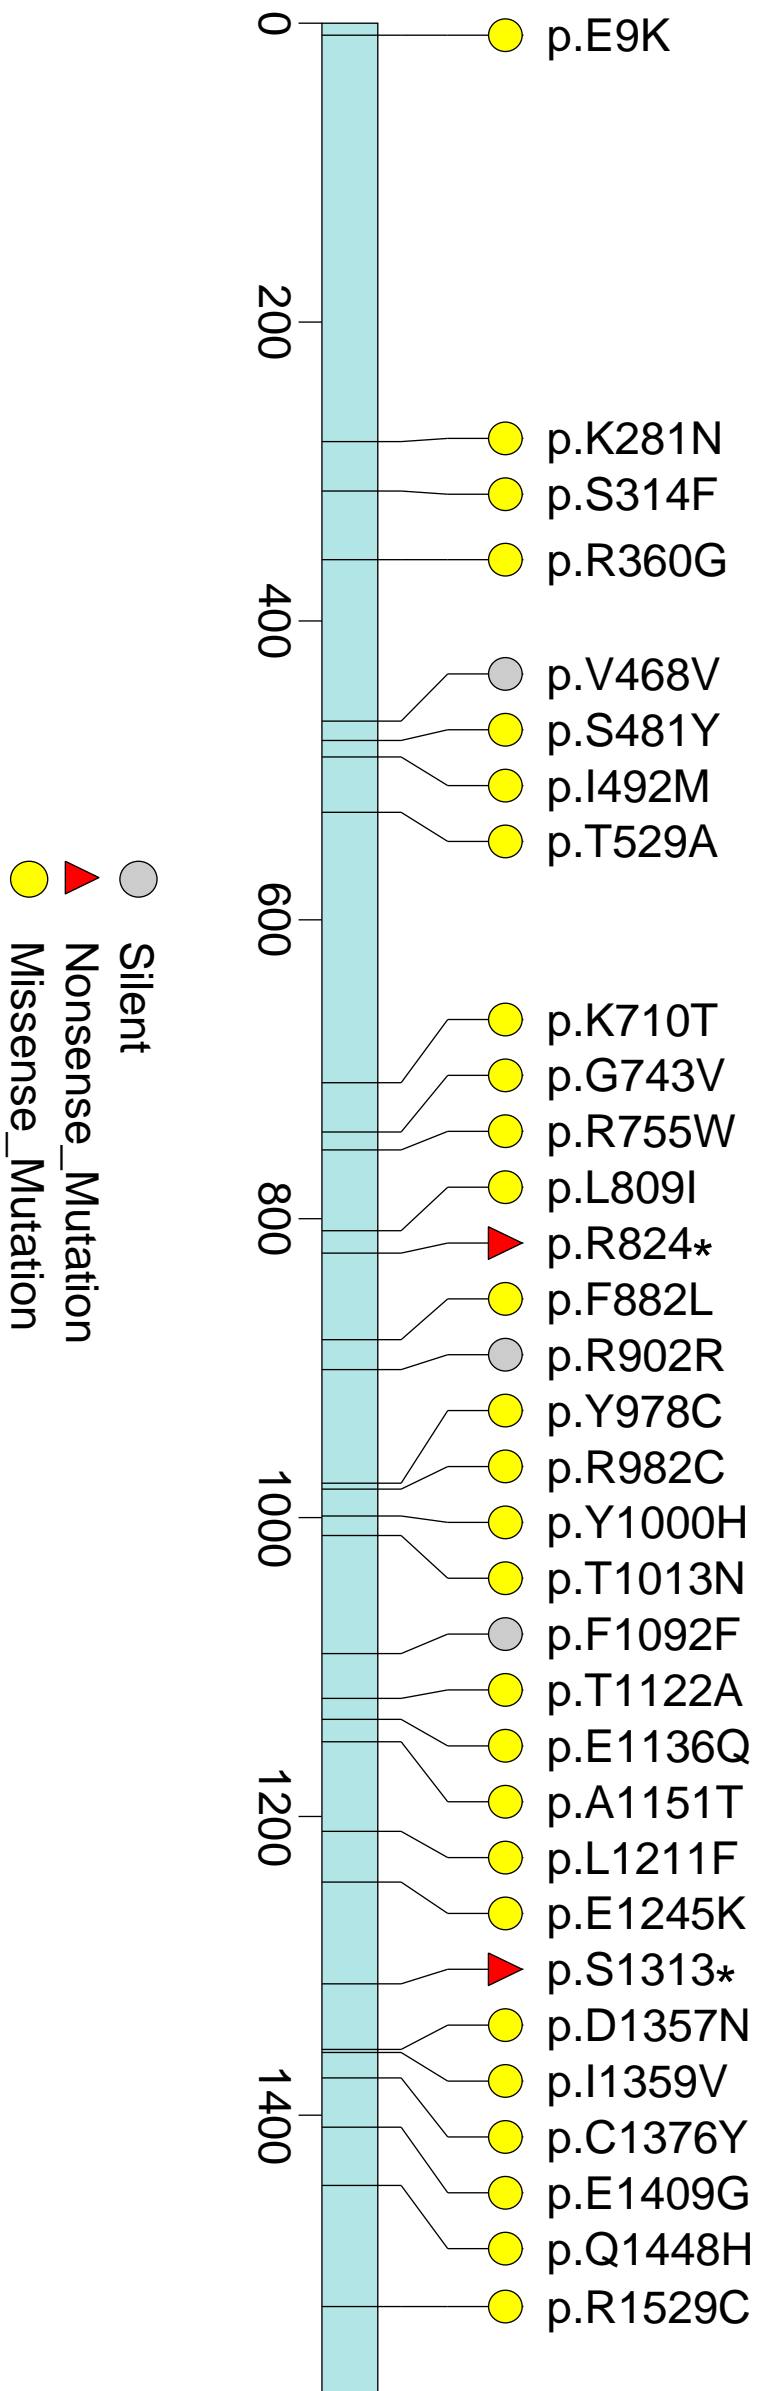 p.E9K
p.K281N
p.S314F
p.R360G
p.V468V
p.S481Y
p.I492M
p.T529A
p.K710T
p.G743V
p.R755W
p.L809I
p.R824*
p.F882L
p.R902R
p.Y978C
p.R982C
p.Y1000H
p.T1013N
p.F1092F
p.T1122A
p.E1136Q
p.A1151T
p.L1211F
p.E1245K
p.S1313*
p.D1357N
p.I1359V
p.C1376Y
p.E1409G
p.Q1448H
p.R1529C
0
200
400
600
800
1000
1200
1400
Silent
Nonsense_Mutation
Missense_Mutation